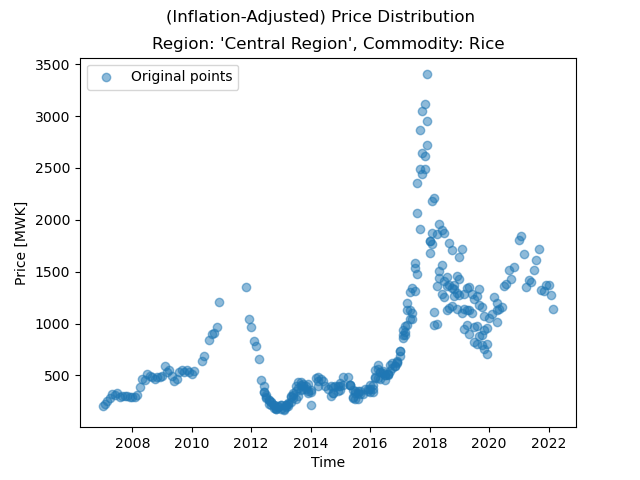 (Inflation-Adjusted) Price Distribution
Region: 'Central Region', Commodity: Rice
Original points
3500
3000
2500
2000
1500
1000
500
Price [MWK]
2008 2010 2012 2014 2016 2018 2020 2022
Time